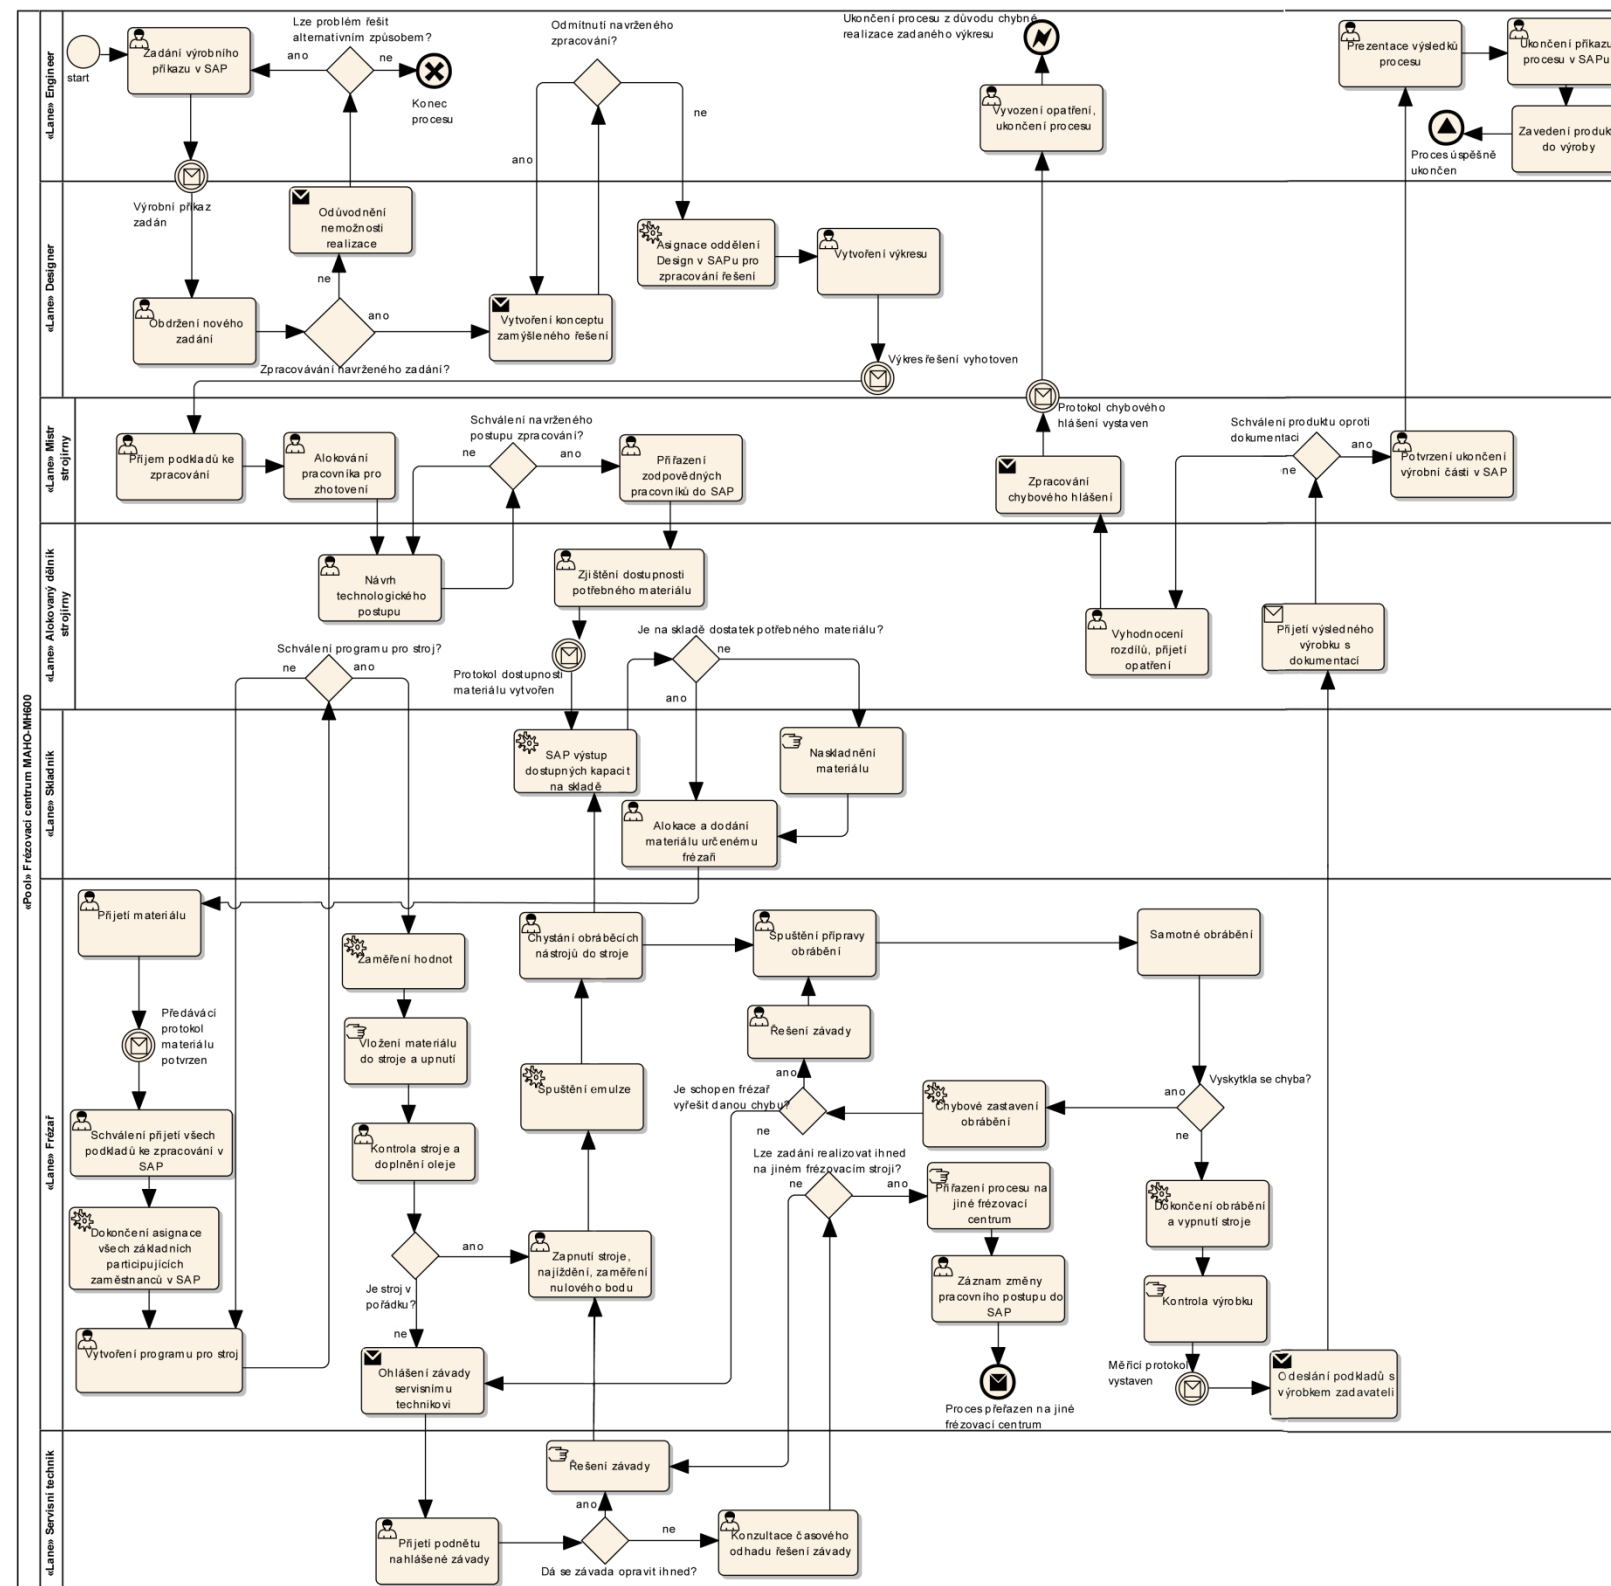 «Pool» Frézovací centrum MAHO-MH600
«Lane» Engineer
start
Zadání výrobního
příkazu v SAP
Lze problém řešit
alternativním způsobem?
ano
ne
Konec
procesu
Odmítnutí navrženého
zpracování?
ano
ne
Ukončení procesu z důvodu chybné
realizace zadaného výkresu
Vyvození opatření,
ukončení procesu
Prezentace výsledků
procesu
Ukončení příkazu
procesu v SAPu
Zavedení produkt
do výroby
Proces úspěšně
ukončen
«Lane» Designer
Výrobní příkaz
zadán
Odůvodnění
nemožnosti
realizace
ne
Obdržení nového
zadání
ano
Zpracovávání navrženého zadání?
Vytvoření konceptu
zamýšleného řešení
Asignace oddělení
Design v SAPu pro
zpracování řešení
Vytvoření výkresu
Výkres řešení vyhotoven
«Lane» Mistr
strojírny
Příjem podkladů ke
zpracování
Alokování
pracovníka pro
zhotovení
Schválení navrženého
postupu zpracování?
ne
ano
Přiřazení
zodpovědných
pracovníků do SAP
Protokol chybového
hlášení vystaven
Zpracování
chybového hlášení
Schválení produktu oproti
dokumentaci
ano
ne
Potvrzení ukončení
výrobní části v SAP
«Lane» Alokovaný dělník
strojírny
Návrh
technologického
postupu
Zjištění dostupnosti
potřebného materiálu
Je na skladě dostatek potřebného materiálu?
ne
ano
Protokol dostupnosti
materiálu vytvořen
Schválení programu pro stroj?
ne
ano
Vyhodnocení
rozdílů, přijetí
opatření
Přijetí výsledného
výrobku s
dokumentací
«Lane» Skladník
SAP výstup
dostupných kapacit
na skladě
Naskladnění
materiálu
Alokace a dodání
materiálu určenému
frézaři
«Lane» Frézař
Přijetí materiálu
Předávácí
protokol
materiálu
potvrzen
Schválení přijetí všech
podkladů ke zpracování v
SAP
Dokončení asignace
všech základních
participujících
zaměstnanců v SAP
Vytvoření programu pro stroj
Zaměření hodnot
Vložení materiálu
do stroje a upnutí
Kontrola stroje a
doplnění oleje
ano
Je stroj v
pořádku?
ne
Ohlášení závady
servisnímu
technikovi
Chystání obráběcích
nástrojů do stroje
Spuštění emulze
Zapnutí stroje,
najíždění, zaměření
nulového bodu
Spuštění přípravy
obrábění
Řešení závady
ano
Je schopen frézař
vyřešit danou chybu?
ne
Chybové zastavení
obrábění
Lze zadání realizovat ihned
na jiném frézovacím stroji?
ne
ano
Přiřazení procesu na
jiné frézovací
centrum
Záznam změny
pracovního postupu do
SAP
Proces přeřazen na jiné
frézovací centrum
Samotné obrábění
Vyskytkla se chyba?
ano
ne
Dokončení obrábění
a vypnutí stroje
Kontrola výrobku
Měřící protokol
vystaven
Odeslání podkladů s
výrobkem zadavateli
«Lane» Servisní technik
Řešení závady
ano
Přijetí podnětu
nahlášené závady
ne
Dá se závada opravit ihned?
Konzultace časového
odhadu řešení závady